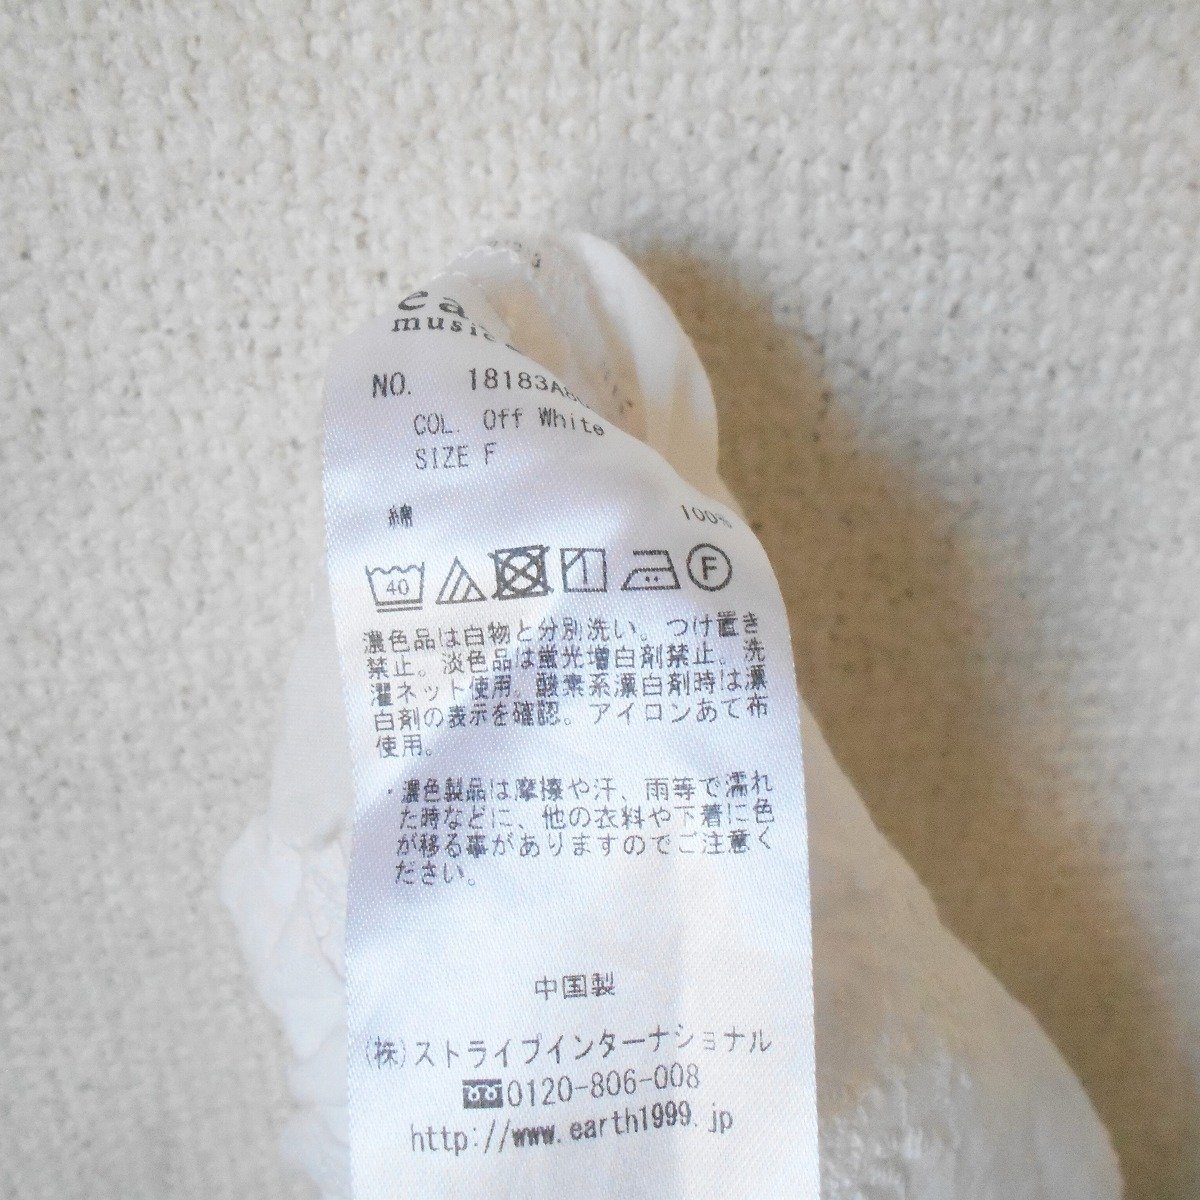 music
NO. 18183A
COL. Off White
SIZE F
綿 100%
40 F
濃色品は白物と分別洗い。つけ置き
禁止。淡色品は蛍光増白剤禁止。洗
濯ネット使用。酸素系漂白剤時は漂
白剤の表示を確認。アイロンあて布
使用。
・濃色製品は摩擦や汗、雨等で濡れ
た時などに、他の衣料や下着に色
が移る事がありますのでご注意く
ださい。
中国製
(株)ストライプインターナショナル
0120-806-008
http://www.earth1999.jp